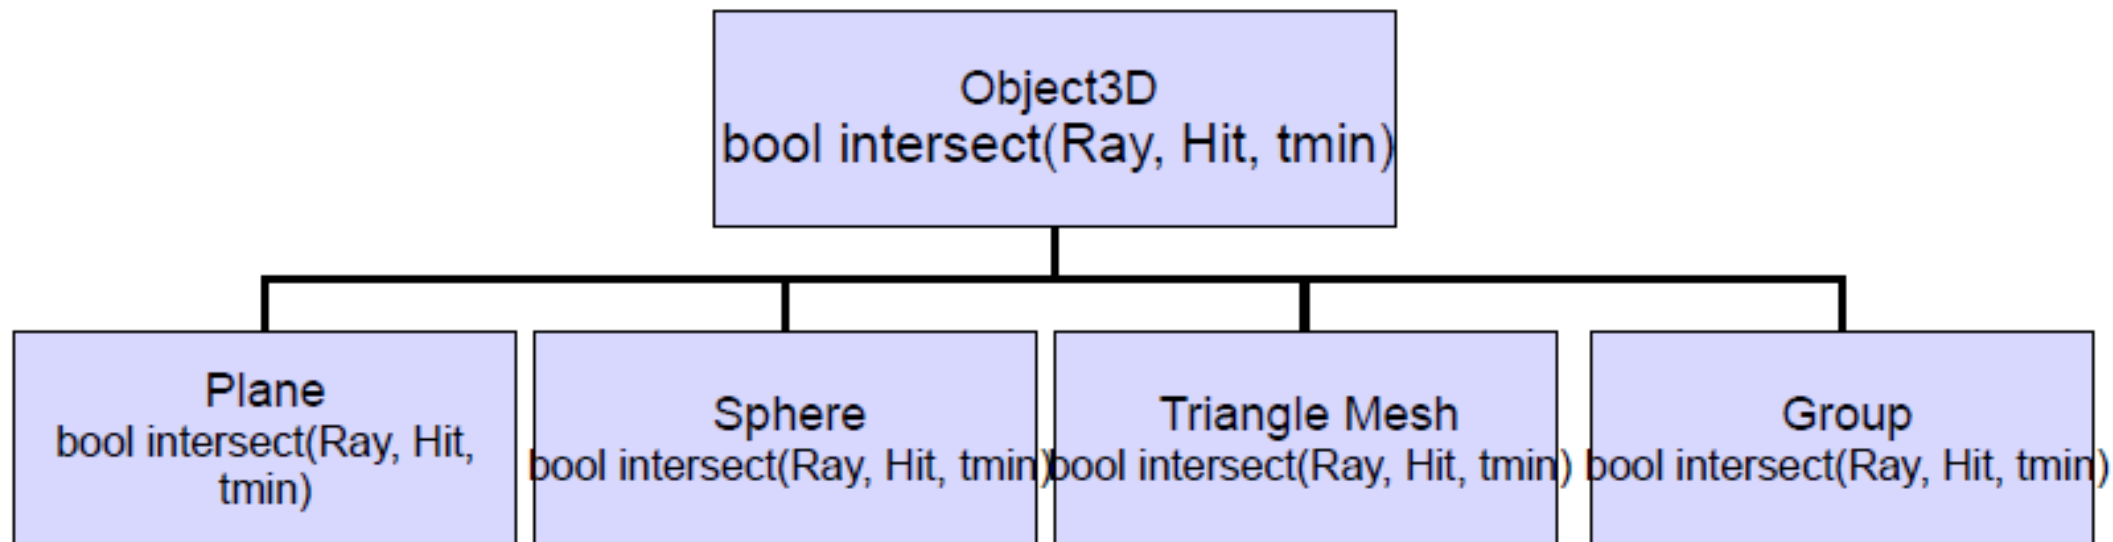 Object3D
bool intersect(Ray, Hit, tmin)
Plane
bool intersect(Ray, Hit,
tmin)
Sphere
bool intersect(Ray, Hit, tmin)
Triangle Mesh
bool intersect(Ray, Hit, tmin)
Group
bool intersect(Ray, Hit, tmin)